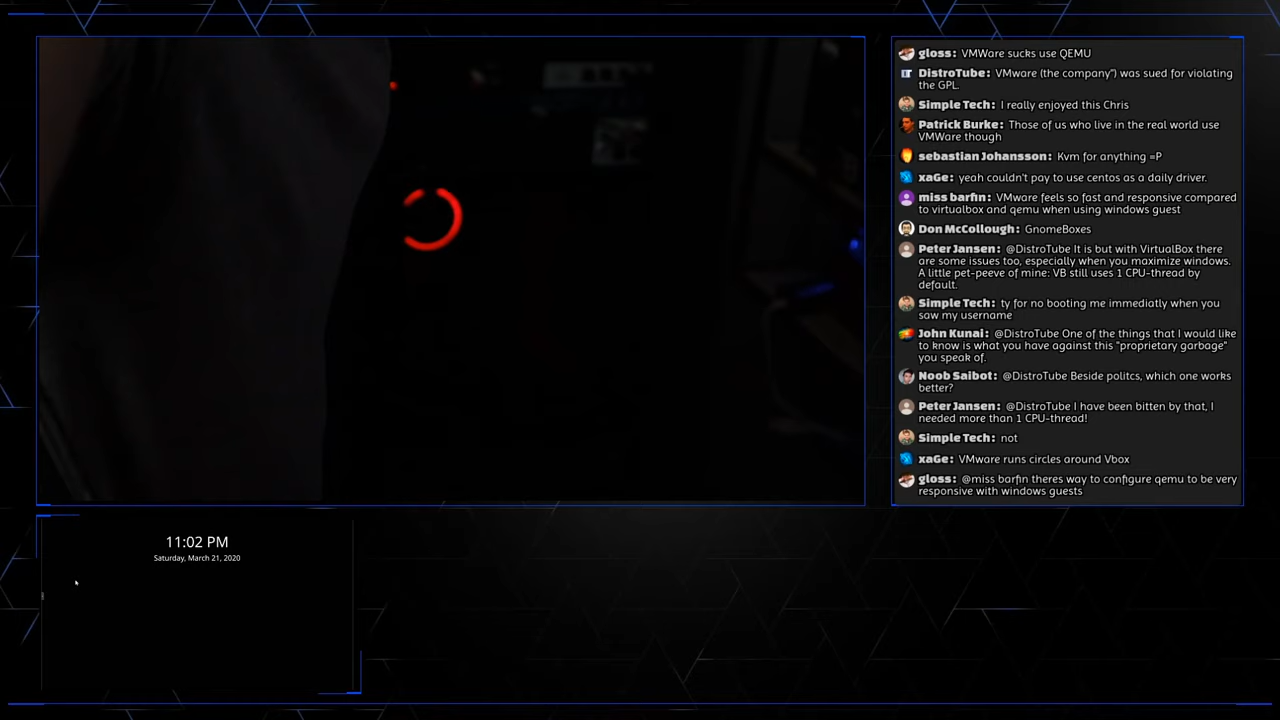 gloss: VMWare sucks use QEMU
DistroTube: VMware (the company") was sued for violating
the GPL.
Simple Tech: I really enjoyed this Chris
Patrick Burke: Those of us who live in the real world use
VMWare though
sebastian Johansson: Kvm for anything =P
xaGe: yeah couldn't pay to use centos as a daily driver.
miss barfin: VMware feels so fast and responsive compared
to virtualbox and qemu when using windows guest
Don McCollough: GnomeBoxes
Peter Jansen: @DistroTube It is but with VirtualBox there
are some issues too, especially when you maximize windows.
A little pet-peeve of mine: VB still uses 1 CPU-thread by
default.
Simple Tech: ty for no booting me immediatly when you
saw my username
John Kunai: @DistroTube One of the things that I would like
to know is what you have against this "proprietary garbage"
you speak of.
Noob Saibot: @DistroTube Beside politcs, which one works
better?
Peter Jansen: @DistroTube I have been bitten by that, I
needed more than 1 CPU-thread!
Simple Tech: not
xaGe: VMware runs circles around Vbox
gloss: @miss barfin theres way to configure qemu to be very
responsive with windows guests
11:02 PM
Saturday, March 21, 2020